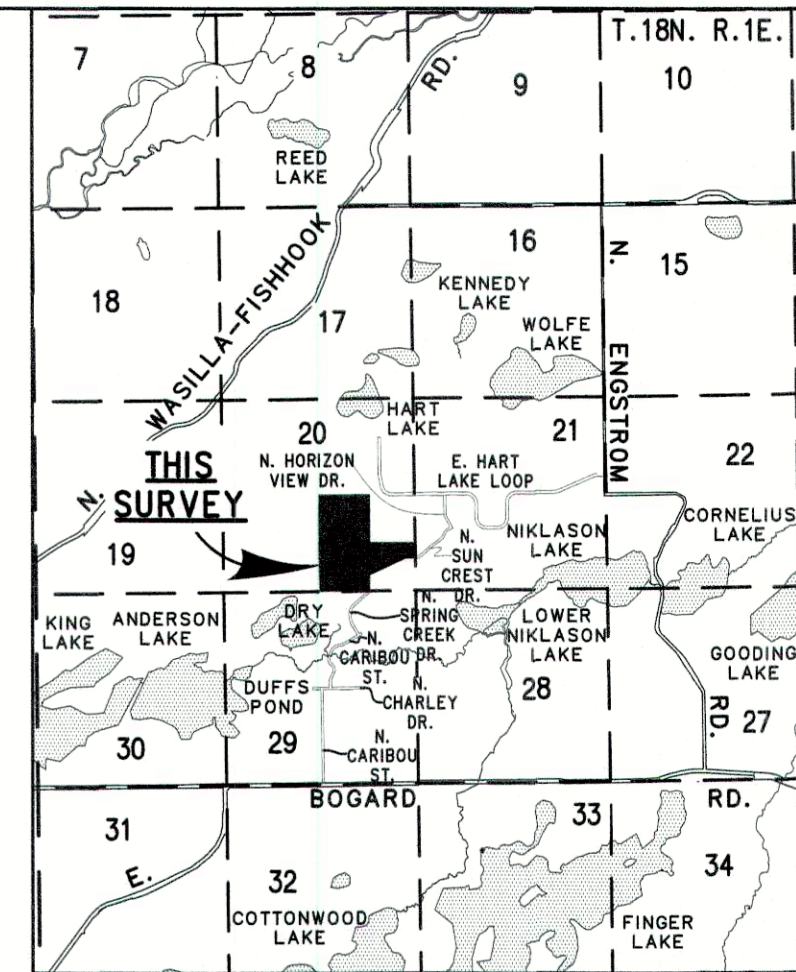 T.18N. R.1E.
7
8
9
10
RD.
REED
LAKE
WASILLA-FISHHOOK
16
N.
15
KENNEDY
LAKE
18
17
WOLFE
LAKE
ENGSTROM
HART
LAKE
20
21
22
N. HORIZON
VIEW DR.
E. HART
LAKE LOOP
THIS
SURVEY
N.
CORNELIUS
LAKE
19
N.
SUN
CREST
DR.
NIKLASON
LAKE
KING
LAKE
ANDERSON
LAKE
DRY
LAKE
N.
SPRING
CREEK
DR.
LOWER
NIKLASON
LAKE
N.
CARIBOU
ST.
GOODING
LAKE
DUFFS
POND
N.
CHARLEY
DR.
28
RD.
27
30
29
N.
CARIBOU
ST.
BOGARD
RD.
31
E.
32
33
34
COTTONWOOD
LAKE
FINGER
LAKE